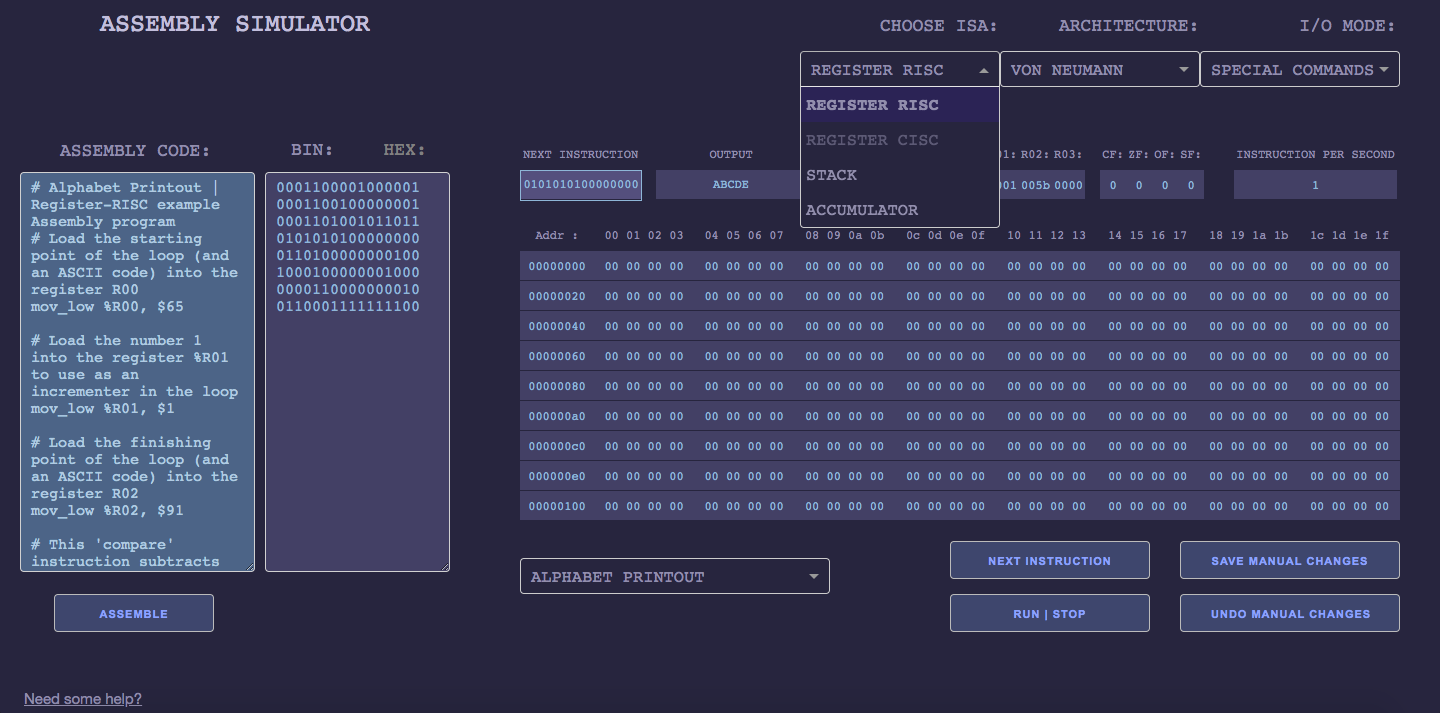 ASSEMBLY SIMULATOR
CHOOSE ISA: ARCHITECTURE: I/O MODE:
REGISTER RISC VON NEUMANN SPECIAL COMMANDS
REGISTER RISC
REGISTER CISC
STACK
ACCUMULATOR
ASSEMBLY CODE:
# Alphabet Printout |
Register-RISC example
Assembly program
# Load the starting
point of the loop (and
an ASCII code) into the
register R00
mov_low %R00, $65
# Load the number 1
into the register %R01
to use as an
incrementer in the loop
mov_low %R01, $1
# Load the finishing
point of the loop (and
an ASCII code) into the
register R02
mov_low %R02, $91
# This 'compare'
instruction subtracts
ASSEMBLE
BIN: HEX:
0001100001000001
0001100100000001
0001101001011011
0101010100000000
0110100000000100
1000100000001000
0000110000000010
0110001111111100
NEXT INSTRUCTION OUTPUT 01: R02: R03: CF: ZF: OF: SF: INSTRUCTION PER SECOND
0101010100000000 ABCDE 001 005b 0000 0 0 0 0 1
Addr : 00 01 02 03 04 05 06 07 08 09 0a 0b 0c 0d 0e 0f 10 11 12 13 14 15 16 17 18 19 1a 1b 1c 1d 1e 1f
00000000 00 00 00 00 00 00 00 00 00 00 00 00 00 00 00 00 00 00 00 00 00 00 00 00 00 00 00 00 00 00 00 00
00000020 00 00 00 00 00 00 00 00 00 00 00 00 00 00 00 00 00 00 00 00 00 00 00 00 00 00 00 00 00 00 00 00
00000040 00 00 00 00 00 00 00 00 00 00 00 00 00 00 00 00 00 00 00 00 00 00 00 00 00 00 00 00 00 00 00 00
00000060 00 00 00 00 00 00 00 00 00 00 00 00 00 00 00 00 00 00 00 00 00 00 00 00 00 00 00 00 00 00 00 00
00000080 00 00 00 00 00 00 00 00 00 00 00 00 00 00 00 00 00 00 00 00 00 00 00 00 00 00 00 00 00 00 00 00
000000a0 00 00 00 00 00 00 00 00 00 00 00 00 00 00 00 00 00 00 00 00 00 00 00 00 00 00 00 00 00 00 00 00
000000c0 00 00 00 00 00 00 00 00 00 00 00 00 00 00 00 00 00 00 00 00 00 00 00 00 00 00 00 00 00 00 00 00
000000e0 00 00 00 00 00 00 00 00 00 00 00 00 00 00 00 00 00 00 00 00 00 00 00 00 00 00 00 00 00 00 00 00
00000100 00 00 00 00 00 00 00 00 00 00 00 00 00 00 00 00 00 00 00 00 00 00 00 00 00 00 00 00 00 00 00 00
ALPHABET PRINTOUT
NEXT INSTRUCTION SAVE MANUAL CHANGES
RUN | STOP UNDO MANUAL CHANGES
Need some help?